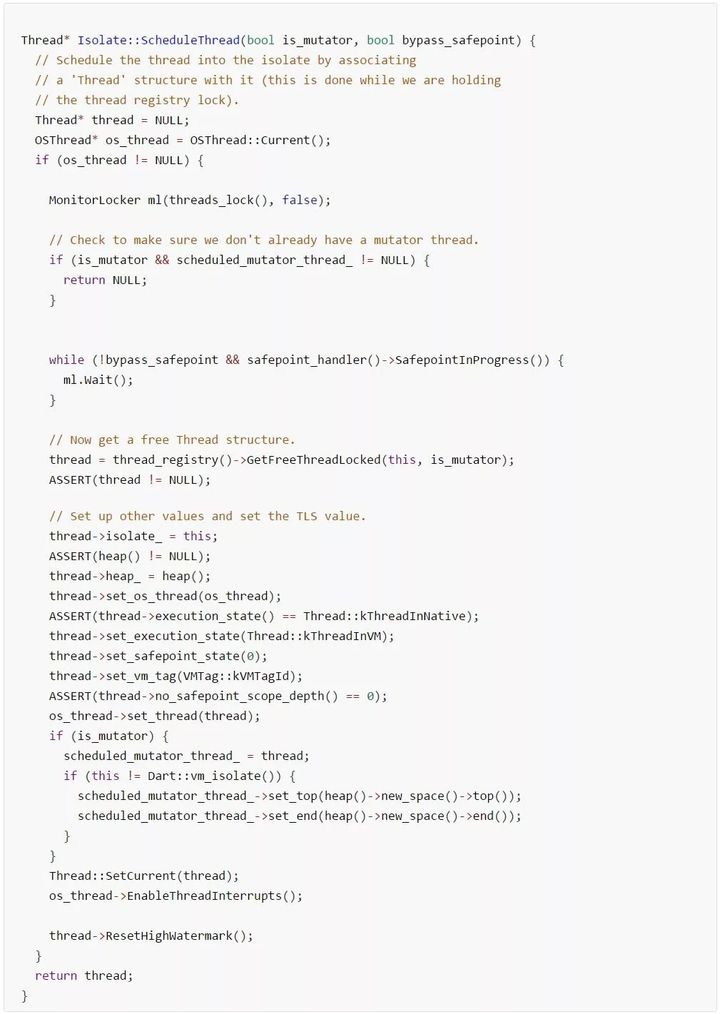 Thread* Isolate::ScheduleThread(bool is_mutator, bool bypass_safepoint) {
  // Schedule the thread into the isolate by associating
  // a 'Thread' structure with it (this is done while we are holding
  // the thread registry lock).
  Thread* thread = NULL;
  OSThread* os_thread = OSThread::Current();
  if (os_thread != NULL) {

    MonitorLocker ml(threads_lock(), false);

    // Check to make sure we don't already have a mutator thread.
    if (is_mutator && scheduled_mutator_thread_ != NULL) {
      return NULL;
    }


    while (!bypass_safepoint && safepoint_handler()->SafepointInProgress()) {
      ml.Wait();
    }

    // Now get a free Thread structure.
    thread = thread_registry()->GetFreeThreadLocked(this, is_mutator);
    ASSERT(thread != NULL);

    // Set up other values and set the TLS value.
    thread->isolate_ = this;
    ASSERT(heap() != NULL);
    thread->heap_ = heap();
    thread->set_os_thread(os_thread);
    ASSERT(thread->execution_state() == Thread::kThreadInNative);
    thread->set_execution_state(Thread::kThreadInVM);
    thread->set_safepoint_state(0);
    thread->set_vm_tag(VMTag::kVMTagId);
    ASSERT(thread->no_safepoint_scope_depth() == 0);
    os_thread->set_thread(thread);
    if (is_mutator) {
      scheduled_mutator_thread_ = thread;
      if (this != Dart::vm_isolate()) {
        scheduled_mutator_thread_->set_top(heap()->new_space()->top());
        scheduled_mutator_thread_->set_end(heap()->new_space()->end());
      }
    }
    Thread::SetCurrent(thread);
    os_thread->EnableThreadInterrupts();

    thread->ResetHighWatermark();
  }
  return thread;
}